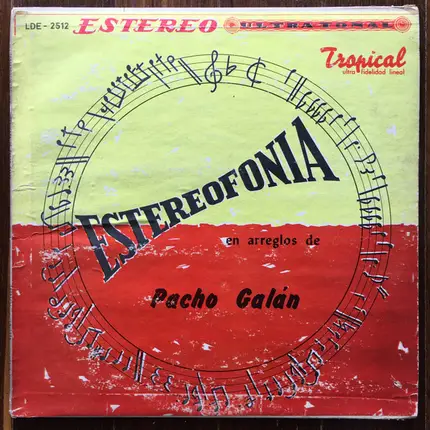 LDE - 2512 ESTEREO ULTRATONAL
Tropical
ultra fidelidad lineal
ESTEREOFONIA
en arreglos de
Pacho Galán